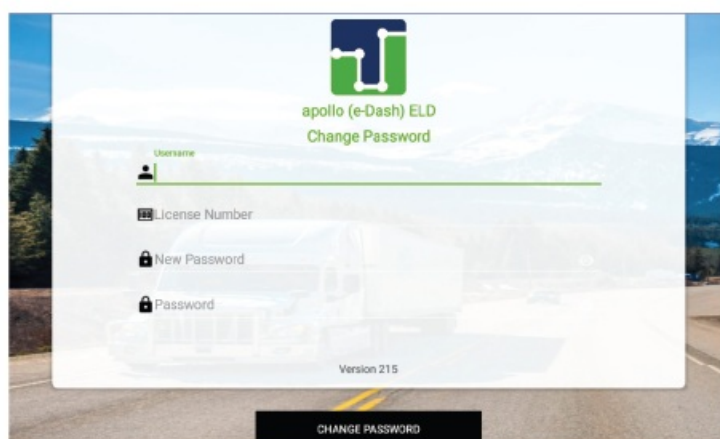 apollo (e-Dash) ELD
Change Password
Username
License Number
New Password
Password
Version 215
CHANGE PASSWORD